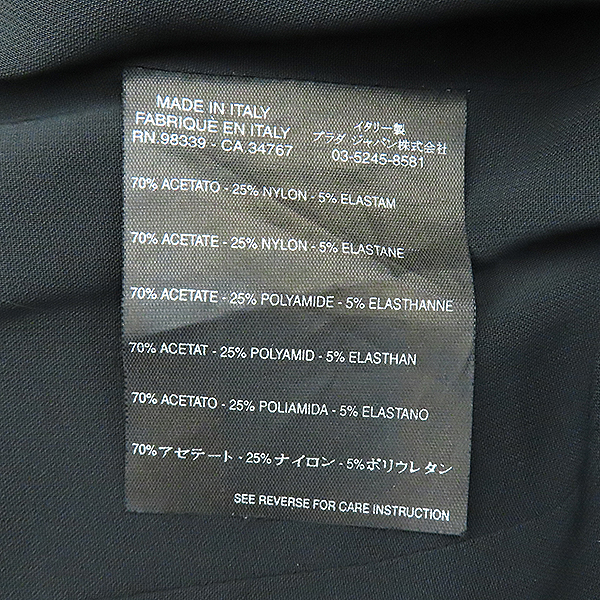 MADE IN ITALY
FABRIQUE EN ITALY
RN 98339 - CA 34767
イタリー製
プラダ ジャパン株式会社
03-5245-8581
70% ACETATO - 25% NYLON - 5% ELASTAM
70% ACETATE - 25% NYLON - 5% ELASTANE
70% ACETATE - 25% POLYAMIDE - 5% ELASTHANNE
70% ACETAT - 25% POLYAMID - 5% ELASTHAN
70% ACETATO - 25% POLIAMIDA - 5% ELASTANO
70%アセテート - 25%ナイロン - 5%ポリウレタン
SEE REVERSE FOR CARE INSTRUCTION